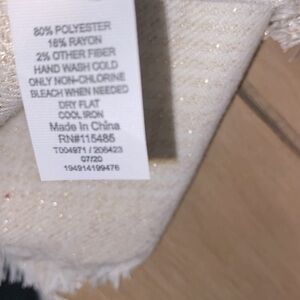 80% POLYESTER
18% RAYON
2% OTHER FIBER
HAND WASH COLD
ONLY NON-CHLORINE
BLEACH WHEN NEEDED
DRY FLAT
COOL IRON
Made in China
RN#115485
T004971 / 206423
07/20
194914199476